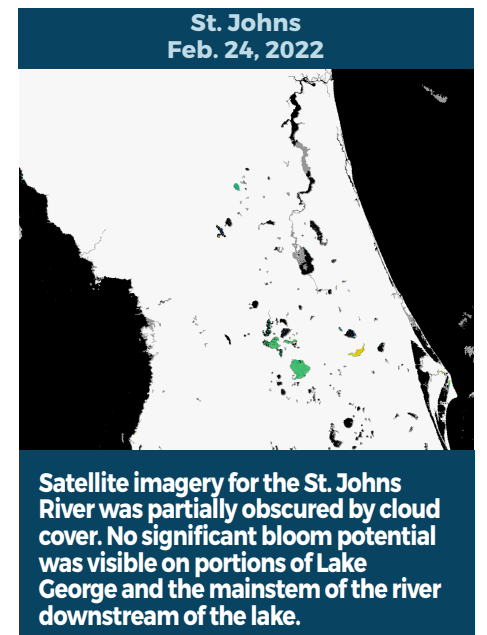 St. Johns
Feb. 24, 2022
Satellite imagery for the St. Johns
River was partially obscured by cloud
cover. No significant bloom potential
was visible on portions of Lake
George and the mainstem of the river
downstream of the lake.